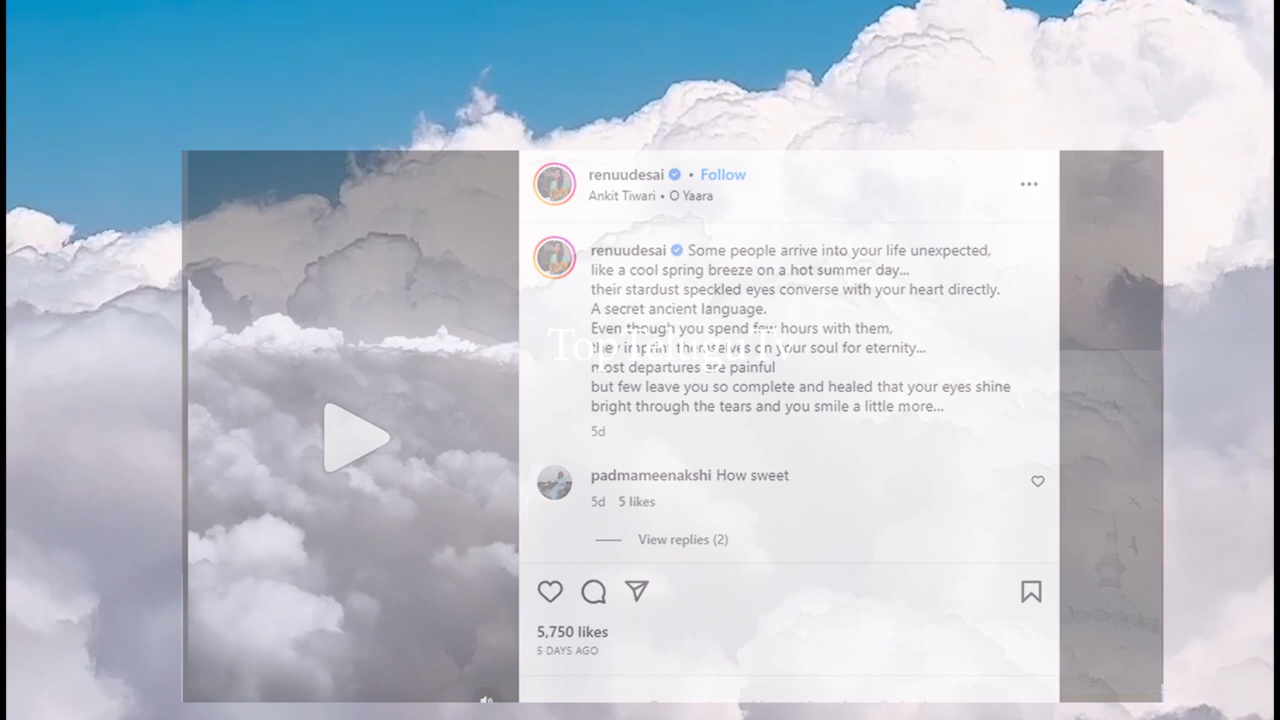 renuudesai • Follow
Ankit Tiwari • O Yaara
renuudesai Some people arrive into your life unexpected,
like a cool spring breeze on a hot summer day...
their stardust speckled eyes converse with your heart directly.
A secret ancient language.
Even though you spend few hours with them,
they imprint themselves on your soul for eternity...
most departures are painful
but few leave you so complete and healed that your eyes shine
bright through the tears and you smile a little more...
5d
TopTeluguTv
padmameenakshi How sweet
5d 5 likes
View replies (2)
5,750 likes
5 DAYS AGO